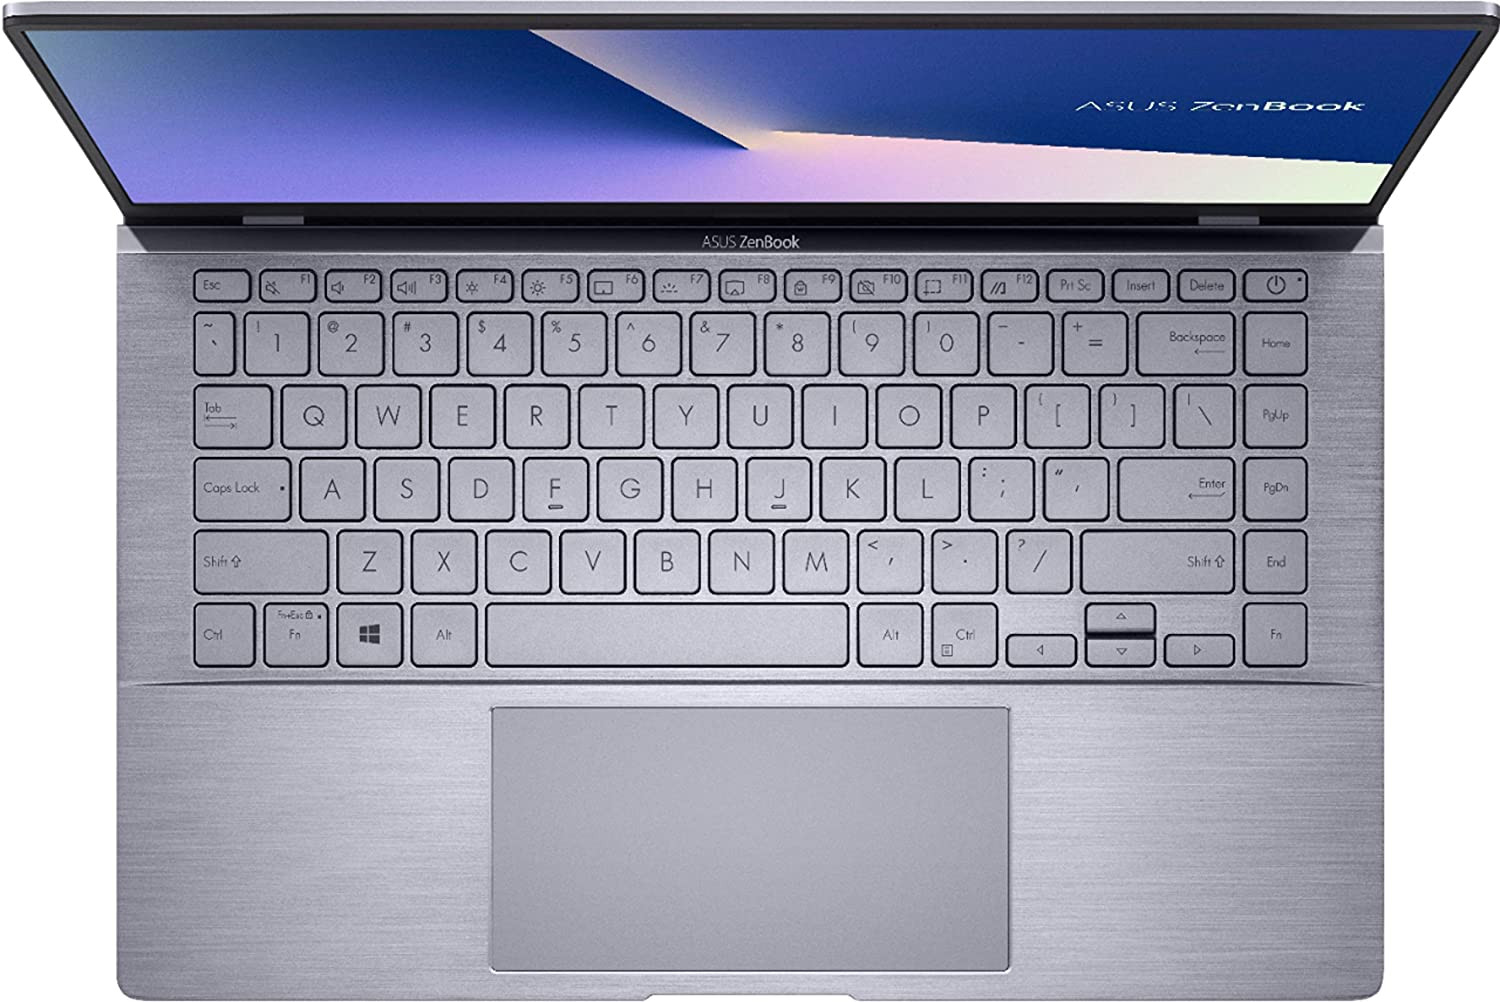 ASUS ZenBook
ASUS ZenBook
Esc F1 F2 F3 F4 F5 F6 F7 F8 F9 F10 F11 F12 Prt Sc Insert Delete
~ ` ! 1 @ 2 # 3 $ 4 % 5 ^ 6 & 7 * 8 ( 9 ) 0 _ - + = Backspace Home
Tab Q W E R T Y U I O P { [ } ] | \ PgUp
Caps Lock A S D F G H J K L : ; " ' Enter PgDn
Shift Z X C V B N M < , > . ? / Shift End
Ctrl Fn+Esc Fn Alt Alt Ctrl Fn